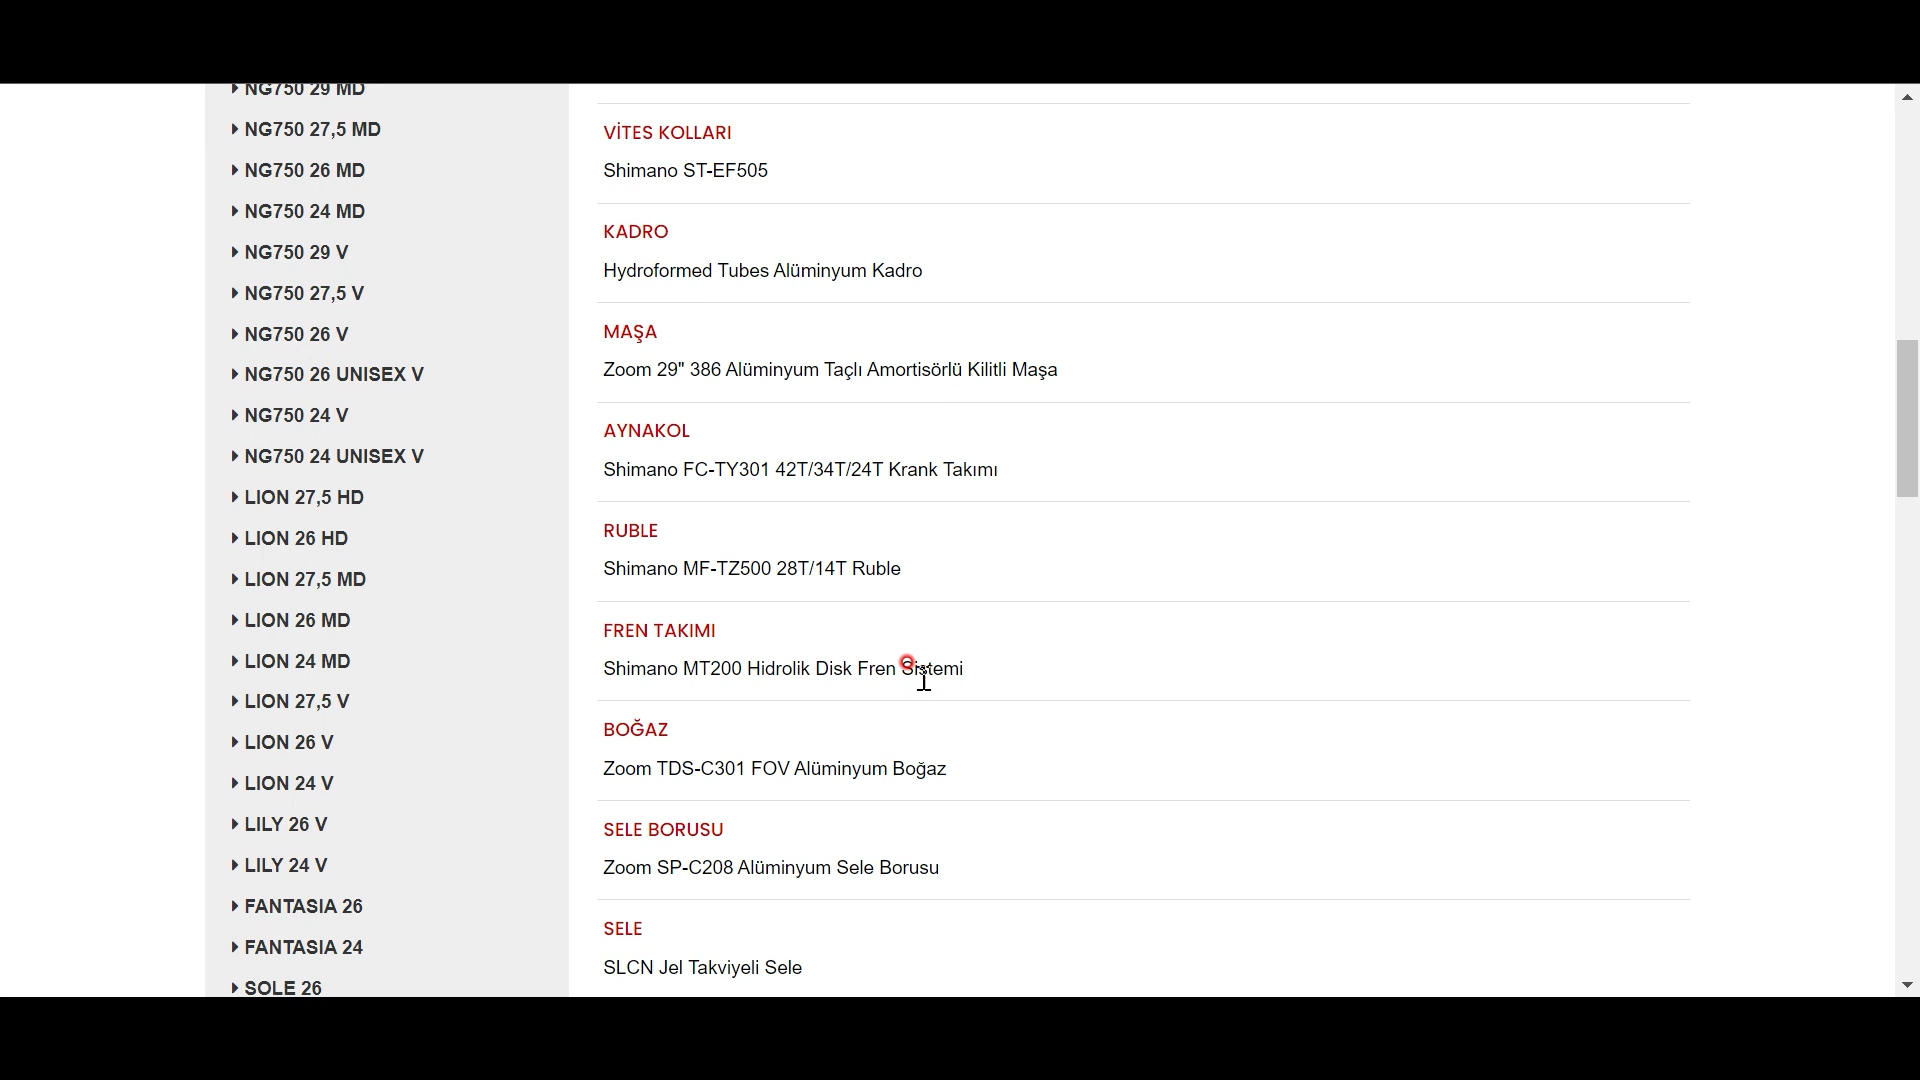 NG750 29 MD
NG750 27,5 MD
NG750 26 MD
NG750 24 MD
NG750 29 V
NG750 27,5 V
NG750 26 V
NG750 26 UNISEX V
NG750 24 V
NG750 24 UNISEX V
LION 27,5 HD
LION 26 HD
LION 27,5 MD
LION 26 MD
LION 24 MD
LION 27,5 V
LION 26 V
LION 24 V
LILY 26 V
LILY 24 V
FANTASIA 26
FANTASIA 24
SOLE 26
VİTES KOLLARI
Shimano ST-EF505
KADRO
Hydroformed Tubes Alüminyum Kadro
MAŞA
Zoom 29" 386 Alüminyum Taçlı Amortisörlü Kilitli Maşa
AYNAKOL
Shimano FC-TY301 42T/34T/24T Krank Takımı
RUBLE
Shimano MF-TZ500 28T/14T Ruble
FREN TAKIMI
Shimano MT200 Hidrolik Disk Fren Sistemi
BOĞAZ
Zoom TDS-C301 FOV Alüminyum Boğaz
SELE BORUSU
Zoom SP-C208 Alüminyum Sele Borusu
SELE
SLCN Jel Takviyeli Sele